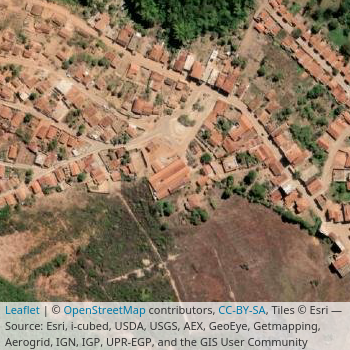 Leaflet | © OpenStreetMap contributors, CC-BY-SA, Tiles © Esri —
Source: Esri, i-cubed, USDA, USGS, AEX, GeoEye, Getmapping,
Aerogrid, IGN, IGP, UPR-EGP, and the GIS User Community